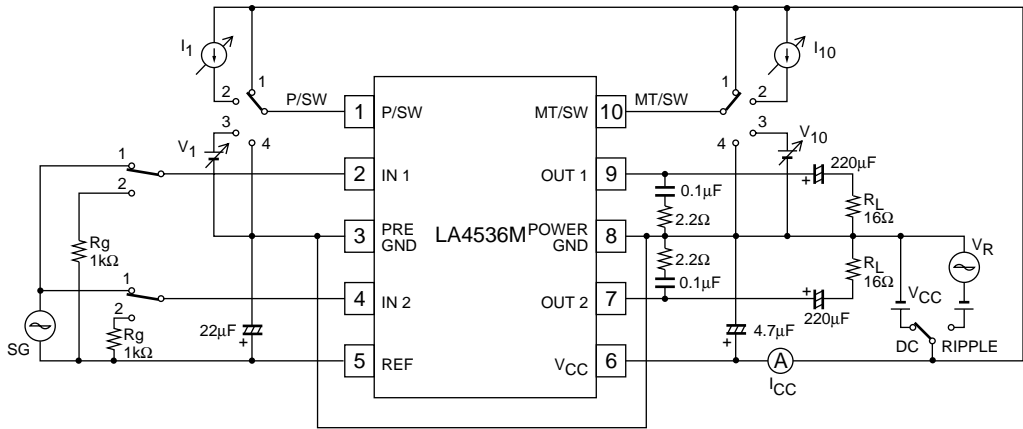 I1
I10
1
1
2
2
P/SW
MT/SW
1
P/SW
MT/SW
10
3
4
3
4
V1
V10
220µF
+
1
2
2
IN 1
OUT 1
9
0.1µF
2.2Ω
RL
16Ω
Rg
1kΩ
3
PRE
GND
LA4536M
POWER
GND
8
2.2Ω
0.1µF
RL
16Ω
VR
1
2
4
IN 2
OUT 2
7
+
220µF
VCC
SG
Rg
1kΩ
22µF
+
4.7µF
+
DC
RIPPLE
5
REF
VCC
6
A
ICC